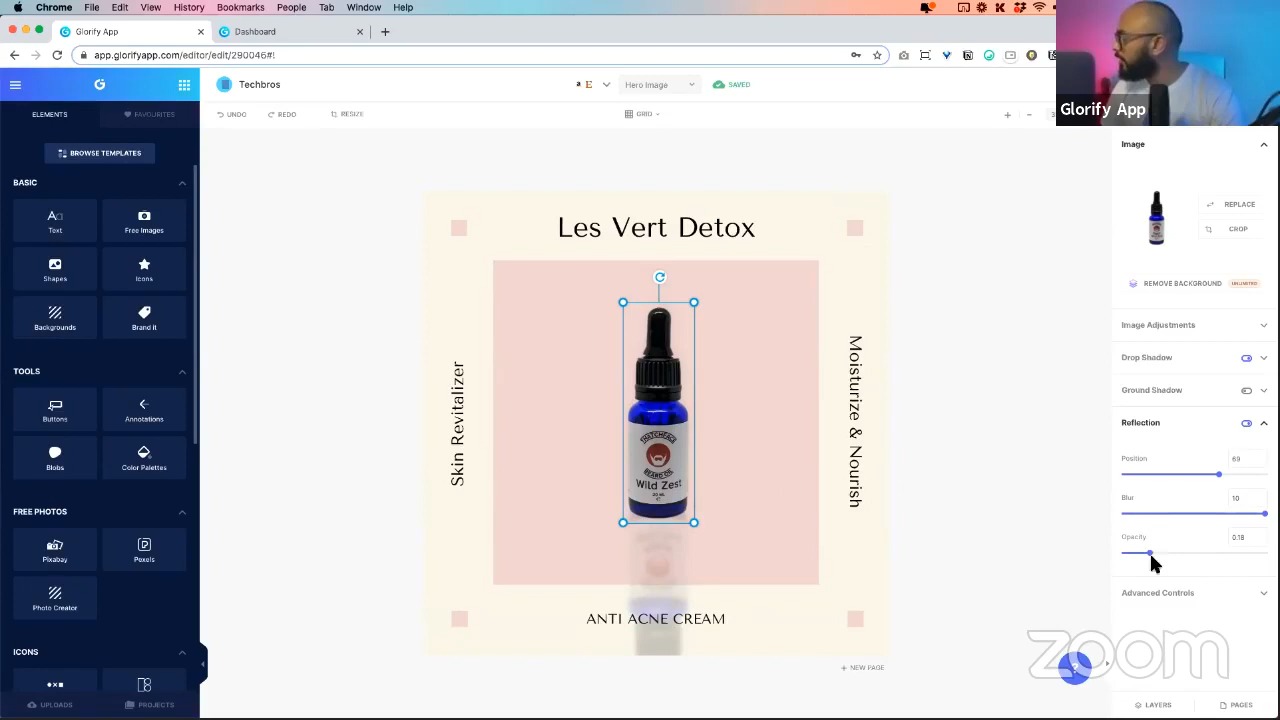 Chrome File Edit View History Bookmarks People Tab Window Help
Glorify App
Dashboard
app.glorifyapp.com/editor/edit/290046#!
Glorify App
Techbros
a E
Hero Image
SAVED
ELEMENTS
FAVOURITES
UNDO
REDO
RESIZE
GRID
BROWSE TEMPLATES
BASIC
Text
Free Images
Shapes
Icons
Backgrounds
Brand it
TOOLS
Buttons
Annotations
Blobs
Color Palettes
FREE PHOTOS
Pixabay
Pexels
Photo Creator
ICONS
UPLOADS
PROJECTS
Les Vert Detox
Skin Revitalizer
Moisturize & Nourish
BEARD OIL
Wild Zest
ANTI ACNE CREAM
NEW PAGE
Image
REPLACE
CROP
REMOVE BACKGROUND
UNLIMITED
Image Adjustments
Drop Shadow
Ground Shadow
Reflection
Position
69
Blur
10
Opacity
0.18
Advanced Controls
zoom
?
LAYERS
PAGES